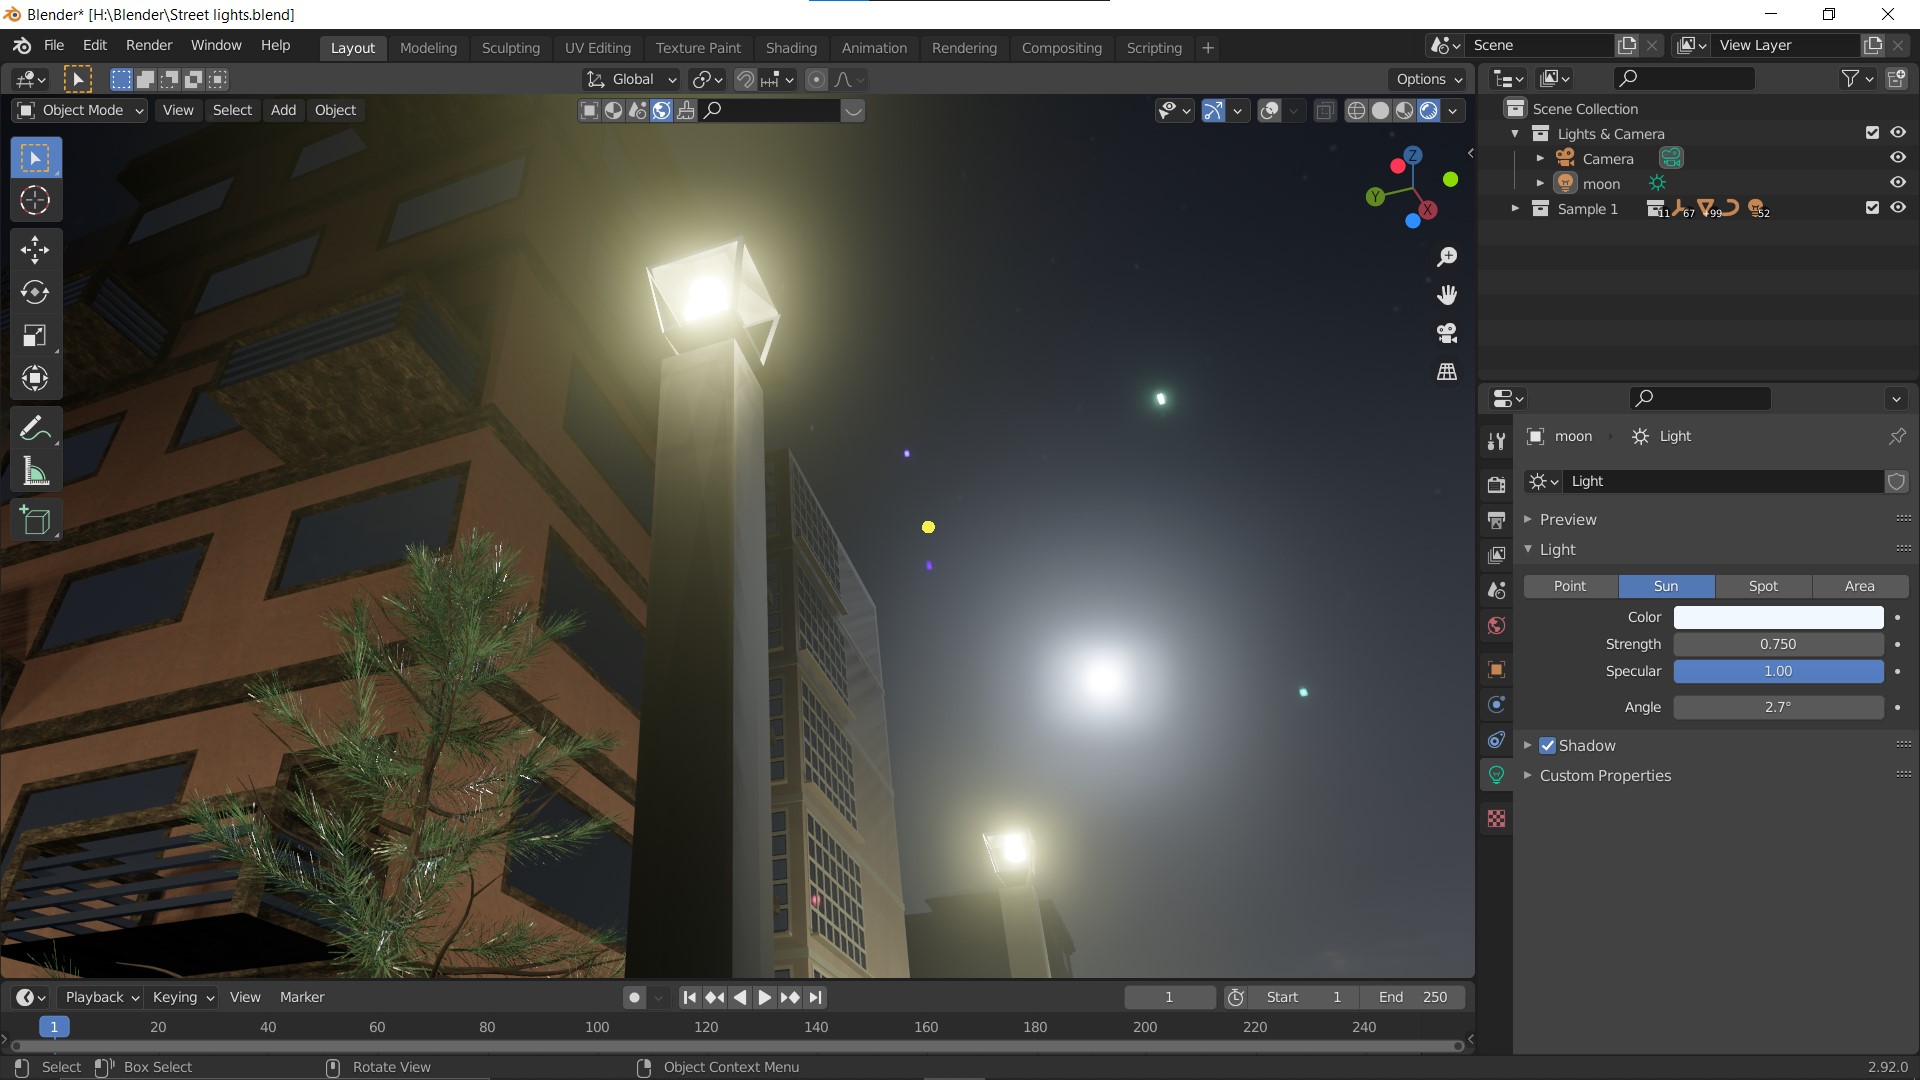 Blender* [H:\Blender\Street lights.blend]
File Edit Render Window Help Layout Modeling Sculpting UV Editing Texture Paint Shading Animation Rendering Compositing Scripting + Scene View Layer
Global Options
Object Mode View Select Add Object
Z
Y
X
Scene Collection
Lights & Camera
Camera
moon
Sample 1 11 67 +99 52
moon Light
Light
Preview
Light
Point Sun Spot Area
Color
Strength 0.750
Specular 1.00
Angle 2.7°
Shadow
Custom Properties
Playback Keying View Marker 1 Start 1 End 250
1 20 40 60 80 100 120 140 160 180 200 220 240
Select Box Select Rotate View Object Context Menu 2.92.0